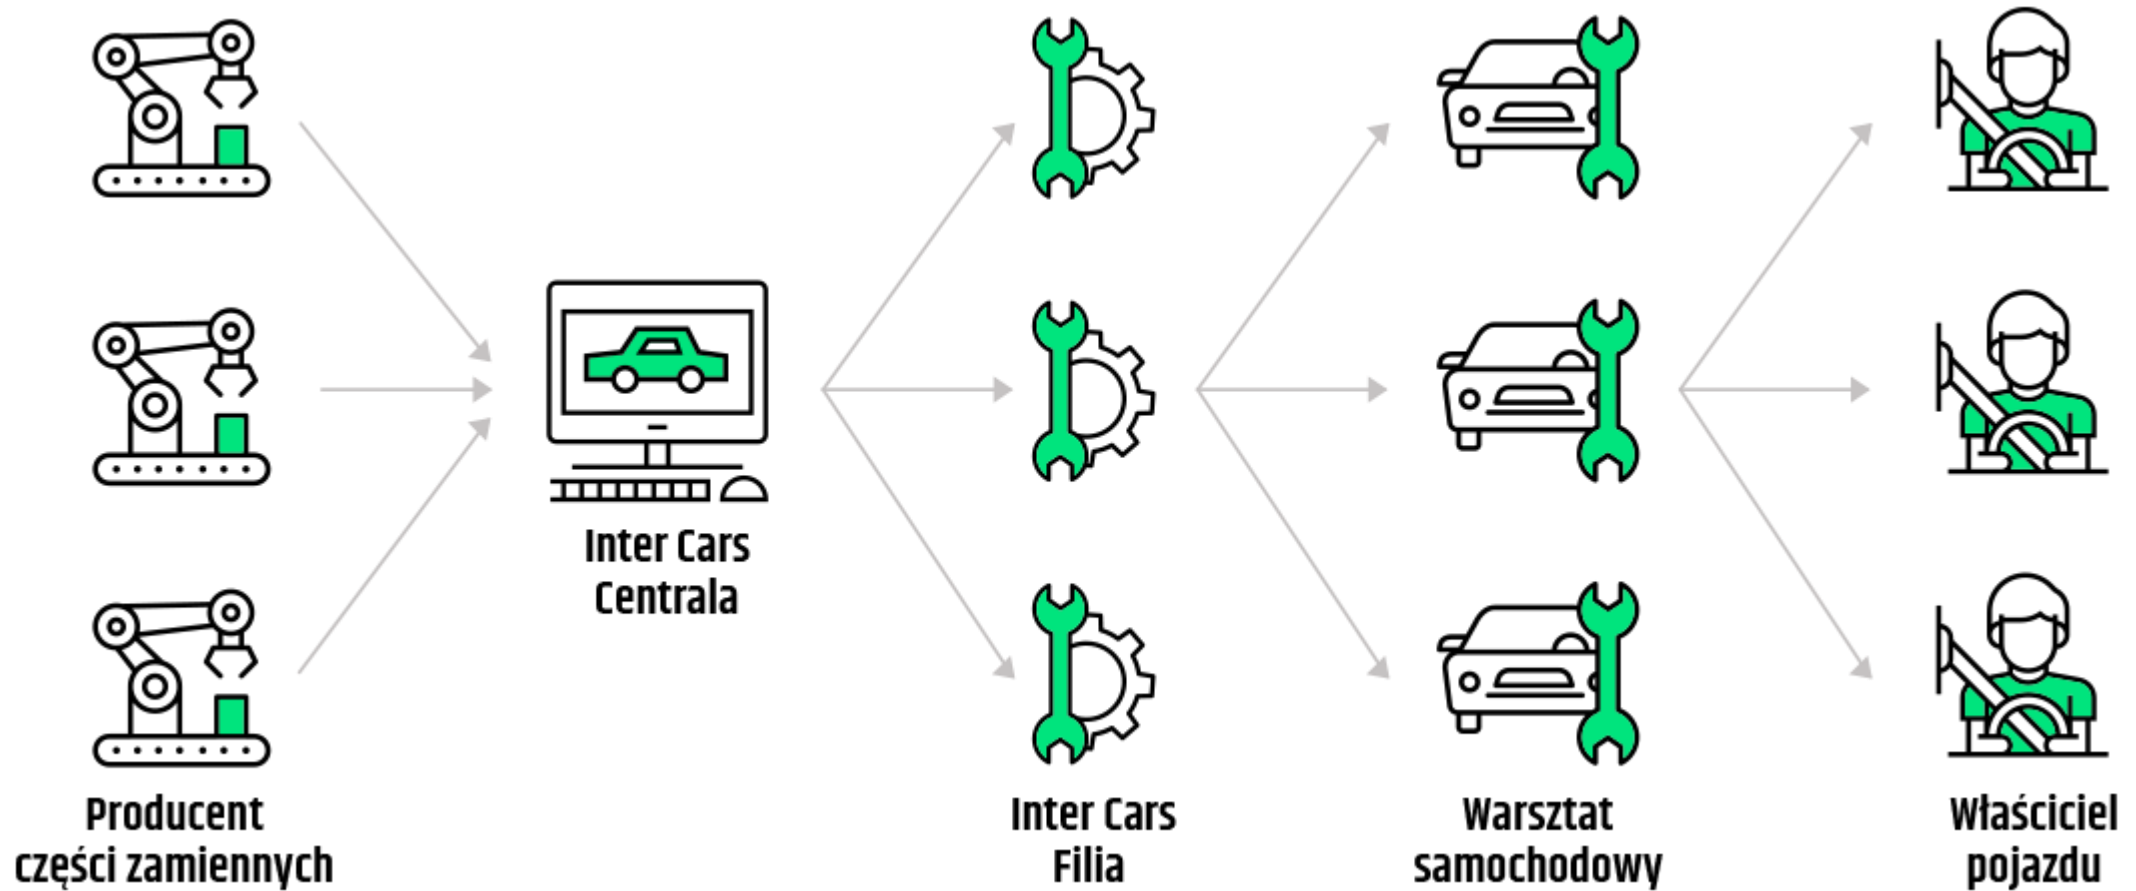 Inter Cars
Centrala
Producent
części zamiennych
Inter Cars
Filia
Warsztat
samochodowy
Właściciel
pojazdu